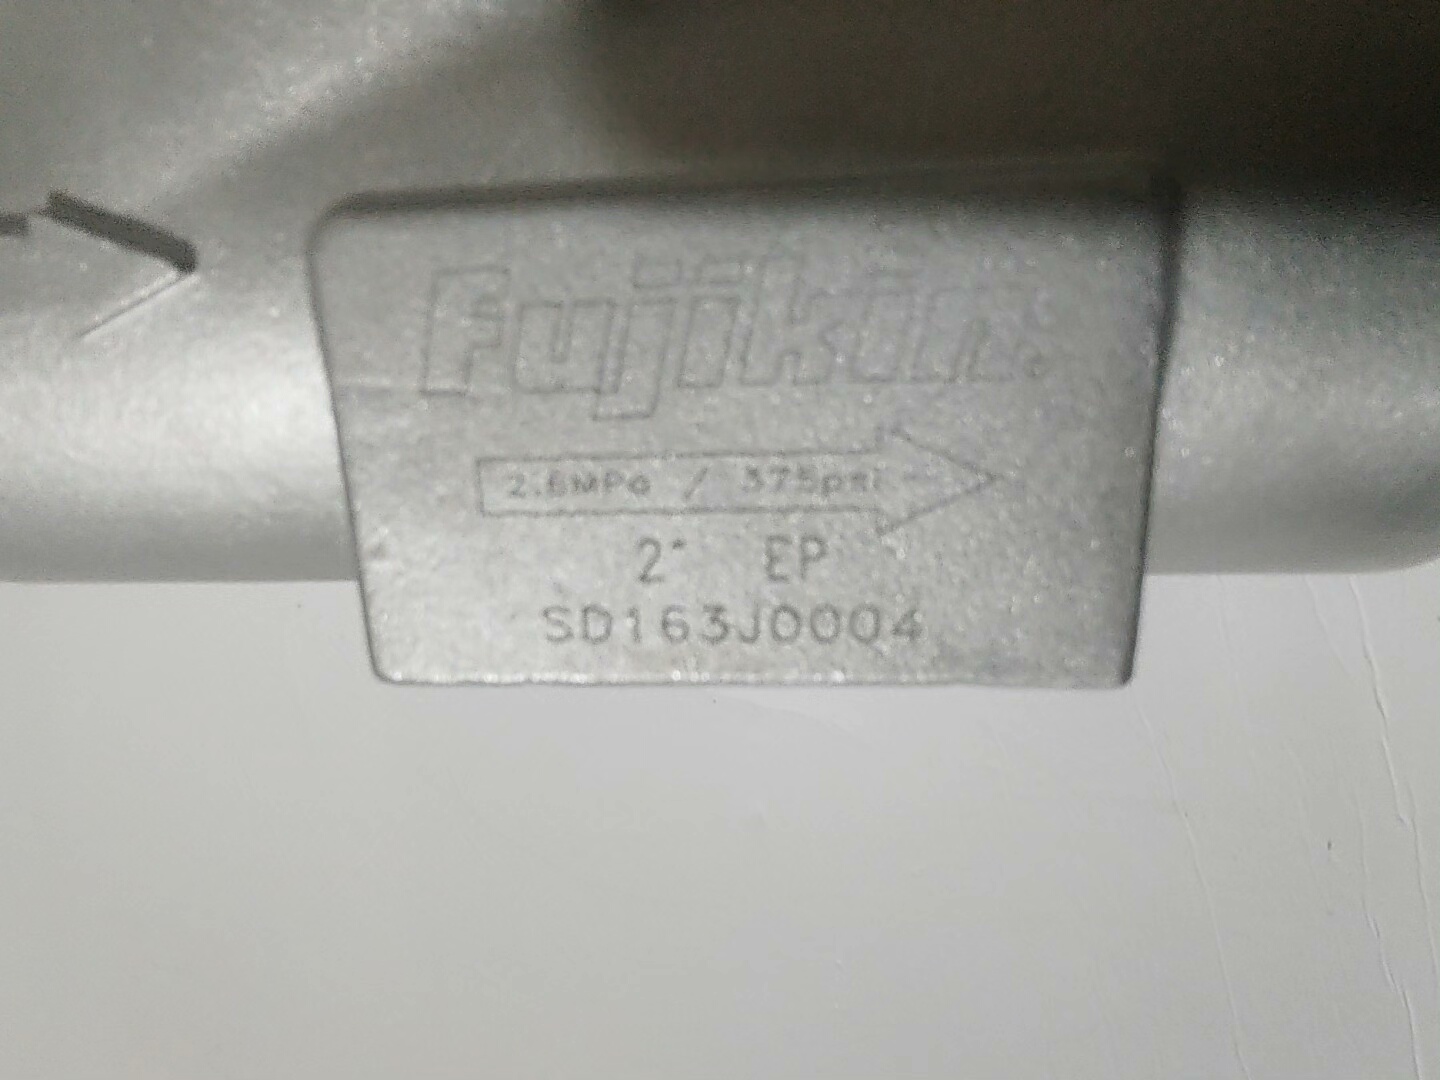 Fujikin
2.6MPa / 375psi
2" EP
SD163J0004